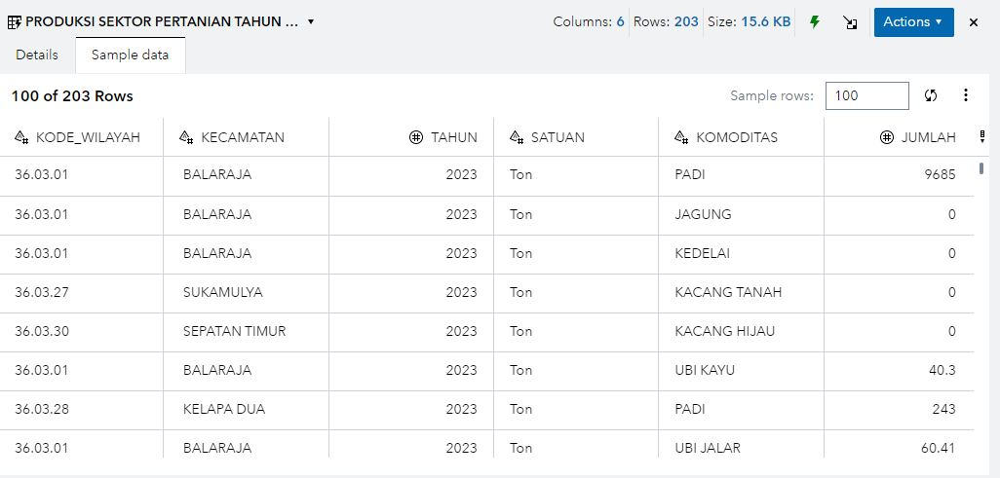 PRODUKSI SEKTOR PERTANIAN TAHUN ... Columns: 6 Rows: 203 Size: 15.6 KB Actions
Details Sample data
100 of 203 Rows Sample rows: 100
KODE_WILAYAH KECAMATAN TAHUN SATUAN KOMODITAS JUMLAH
36.03.01 BALARAJA 2023 Ton PADI 9685
36.03.01 BALARAJA 2023 Ton JAGUNG 0
36.03.01 BALARAJA 2023 Ton KEDELAI 0
36.03.27 SUKAMULYA 2023 Ton KACANG TANAH 0
36.03.30 SEPATAN TIMUR 2023 Ton KACANG HIJAU 0
36.03.01 BALARAJA 2023 Ton UBI KAYU 40.3
36.03.28 KELAPA DUA 2023 Ton PADI 243
36.03.01 BALARAJA 2023 Ton UBI JALAR 60.41